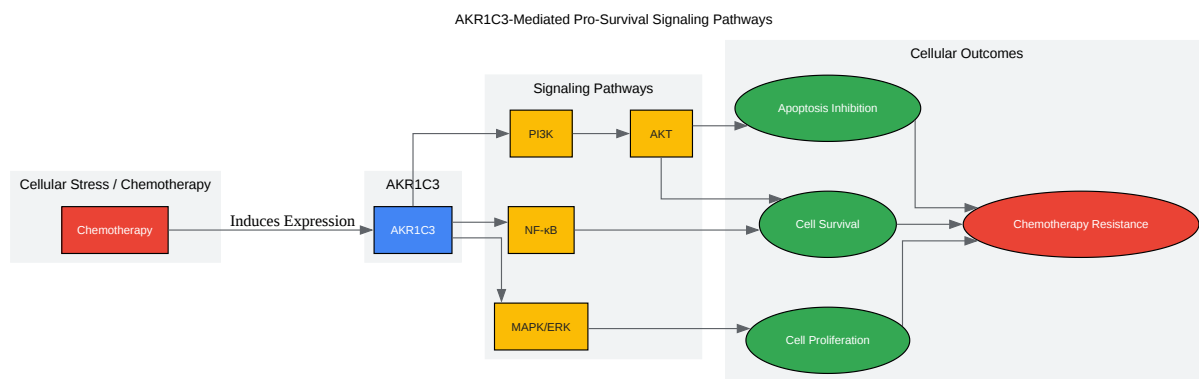 AKR1C3-Mediated Pro-Survival Signaling Pathways
Cellular Stress / Chemotherapy
Chemotherapy
Induces Expression
AKR1C3
AKR1C3
Signaling Pathways
PI3K
AKT
NF-κB
MAPK/ERK
Cellular Outcomes
Apoptosis Inhibition
Cell Survival
Cell Proliferation
Chemotherapy Resistance